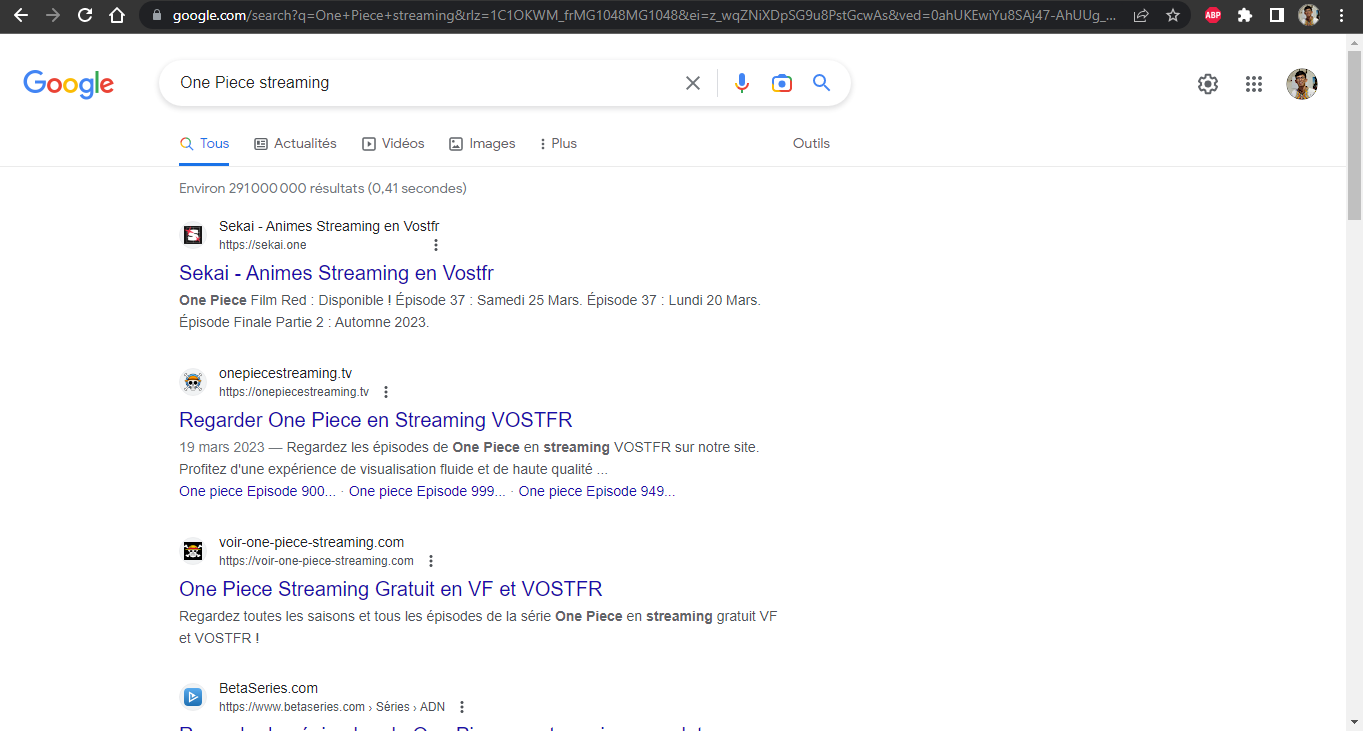 google.com/search?q=One+Piece+streaming&rlz=1C1OKWM_frMG1048MG1048&ei=z_wqZNiXDpSG9u8PstGcwAs&ved=0ahUKEwiYu8SAj47-AhUUg_...
ABP
Google
One Piece streaming
Tous Actualités Vidéos Images Plus Outils
Environ 291 000 000 résultats (0,41 secondes)
Sekai - Animes Streaming en Vostfr
https://sekai.one
Sekai - Animes Streaming en Vostfr
One Piece Film Red : Disponible ! Épisode 37 : Samedi 25 Mars. Épisode 37 : Lundi 20 Mars.
Épisode Finale Partie 2 : Automne 2023.
onepiecestreaming.tv
https://onepiecestreaming.tv
Regarder One Piece en Streaming VOSTFR
19 mars 2023 — Regardez les épisodes de One Piece en streaming VOSTFR sur notre site.
Profitez d'une expérience de visualisation fluide et de haute qualité ...
One piece Episode 900... · One piece Episode 999... · One piece Episode 949...
voir-one-piece-streaming.com
https://voir-one-piece-streaming.com
One Piece Streaming Gratuit en VF et VOSTFR
Regardez toutes les saisons et tous les épisodes de la série One Piece en streaming gratuit VF
et VOSTFR !
BetaSeries.com
https://www.betaseries.com › Séries › ADN